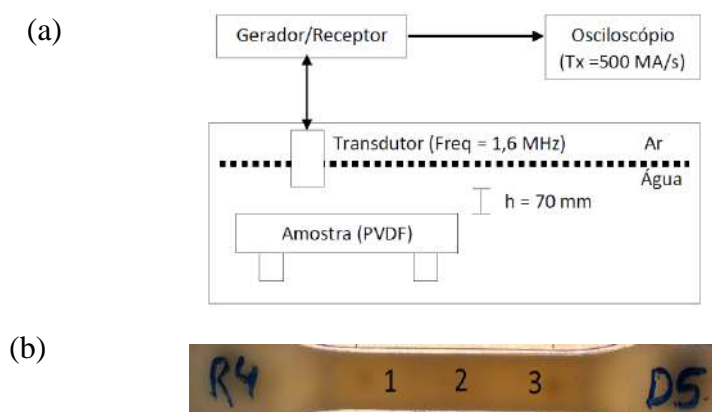 (a)
Gerador/Receptor
Osciloscópio
(Tx =500 MA/s)
Transdutor (Freq = 1,6 MHz)
Ar
Água
h = 70 mm
Amostra (PVDF)
(b)
R4 1 2 3 D5